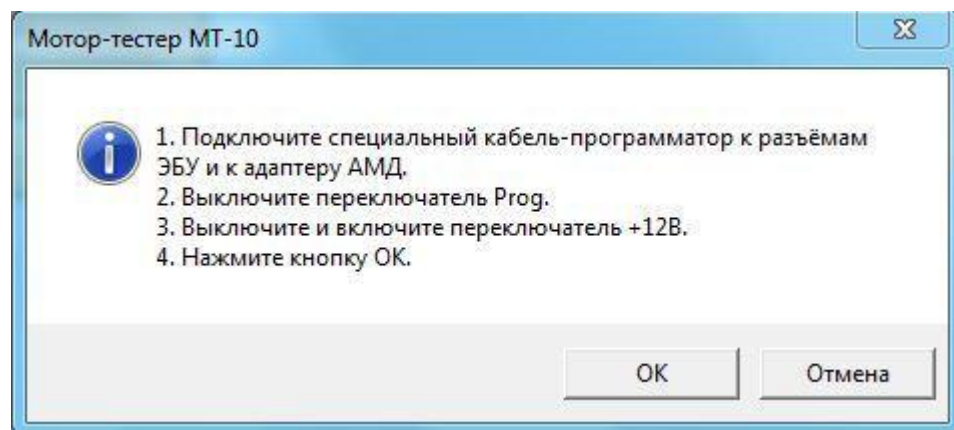 Мотор-тестер МТ-10
1. Подключите специальный кабель-программатор к разъёмам
ЭБУ и к адаптеру АМД.
2. Выключите переключатель Prog.
3. Выключите и включите переключатель +12В.
4. Нажмите кнопку ОК.
ОК
Отмена